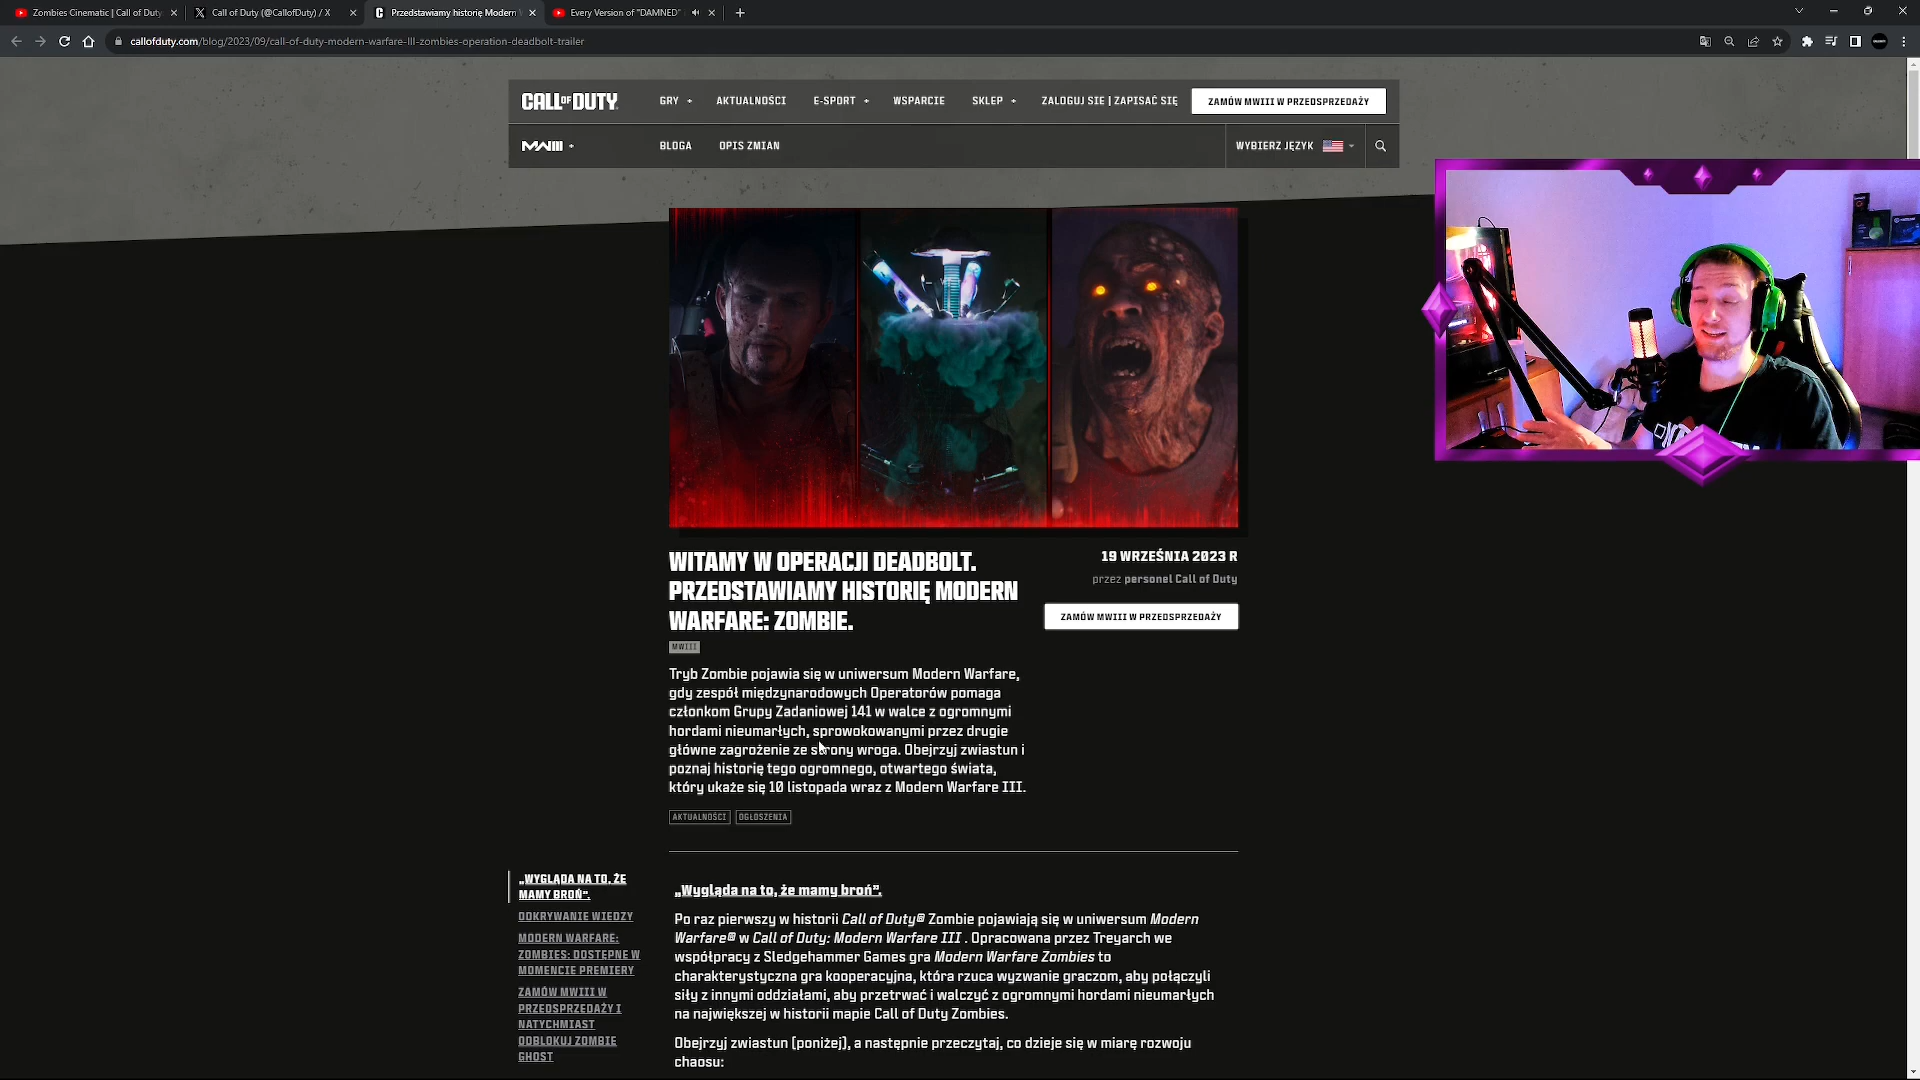 Zombies Cinematic | Call of Duty
Call of Duty (@CallofDuty) / X
Przedstawiamy historię Modern
Every Version of "DAMNED"
callofduty.com/blog/2023/09/call-of-duty-modern-warfare-III-zombies-operation-deadbolt-trailer
CALL OF DUTY
GRY
AKTUALNOŚCI
E-SPORT
WSPARCIE
SKLEP
ZALOGUJ SIĘ | ZAPISAĆ SIĘ
ZAMÓW MWIII W PRZEDSPRZEDAŻY
MWIII
BLOGA
OPIS ZMIAN
WYBIERZ JĘZYK
WITAMY W OPERACJI DEADBOLT.
PRZEDSTAWIAMY HISTORIĘ MODERN
WARFARE: ZOMBIE.
19 WRZEŚNIA 2023 R
przez personel Call of Duty
ZAMÓW MWIII W PRZEDSPRZEDAŻY
MWIII
Tryb Zombie pojawia się w uniwersum Modern Warfare,
gdy zespół międzynarodowych Operatorów pomaga
członkom Grupy Zadaniowej 141 w walce z ogromnymi
hordami nieumarłych, sprowokowanymi przez drugie
główne zagrożenie ze strony wroga. Obejrzyj zwiastun i
poznaj historię tego ogromnego, otwartego świata,
który ukaże się 10 listopada wraz z Modern Warfare III.
AKTUALNOŚCI
OGŁOSZENIA
„WYGLĄDA NA TO, ŻE
MAMY BROŃ”.
ODKRYWANIE WIEDZY
MODERN WARFARE:
ZOMBIES: DOSTĘPNE W
MOMENCIE PREMIERY
ZAMÓW MWIII W
PRZEDSPRZEDAŻY I
NATYCHMIAST
ODBLOKUJ ZOMBIE
GHOST
„Wygląda na to, że mamy broń”.
Po raz pierwszy w historii Call of Duty® Zombie pojawiają się w uniwersum Modern
Warfare® w Call of Duty: Modern Warfare III . Opracowana przez Treyarch we
współpracy z Sledgehammer Games gra Modern Warfare Zombies to
charakterystyczna gra kooperacyjna, która rzuca wyzwanie graczom, aby połączyli
siły z innymi oddziałami, aby przetrwać i walczyć z ogromnymi hordami nieumarłych
na największej w historii mapie Call of Duty Zombies.
Obejrzyj zwiastun (poniżej), a następnie przeczytaj, co dzieje się w miarę rozwoju
chaosu: